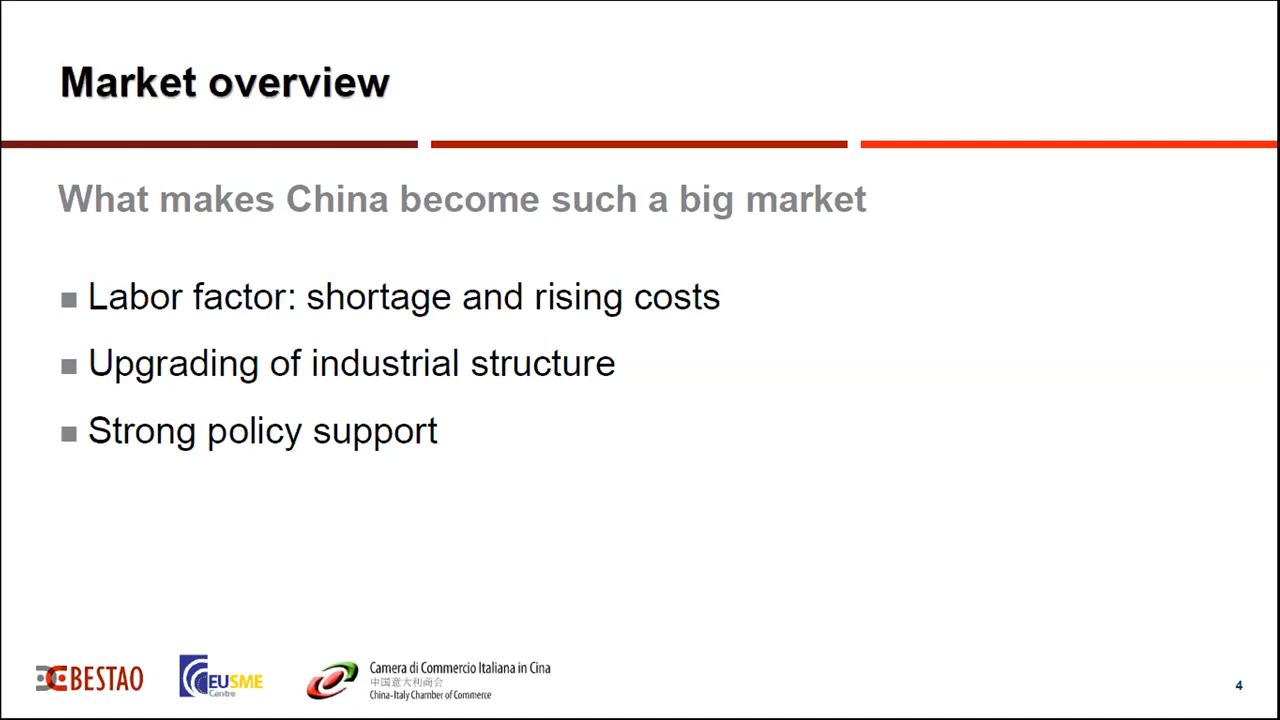 Market overview
What makes China become such a big market
Labor factor: shortage and rising costs
Upgrading of industrial structure
Strong policy support
BESTAO
EUSME
Centre
Camera di Commercio Italiana in Cina
中国意大利商会
China-Italy Chamber of Commerce
4